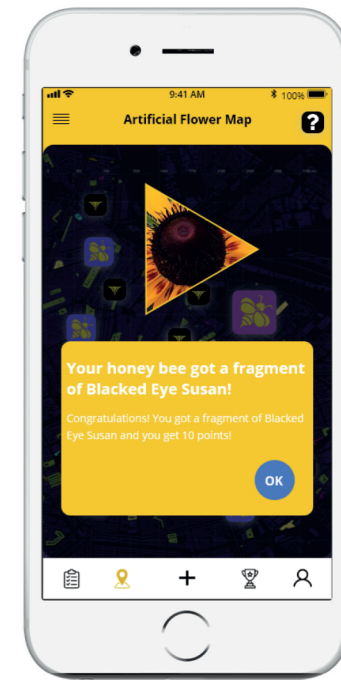 9:41 AM
100%
Artificial Flower Map
?
Your honey bee got a fragment
of Blacked Eye Susan!
Congratulations! You got a fragment of Blacked
Eye Susan and you get 10 points!
OK